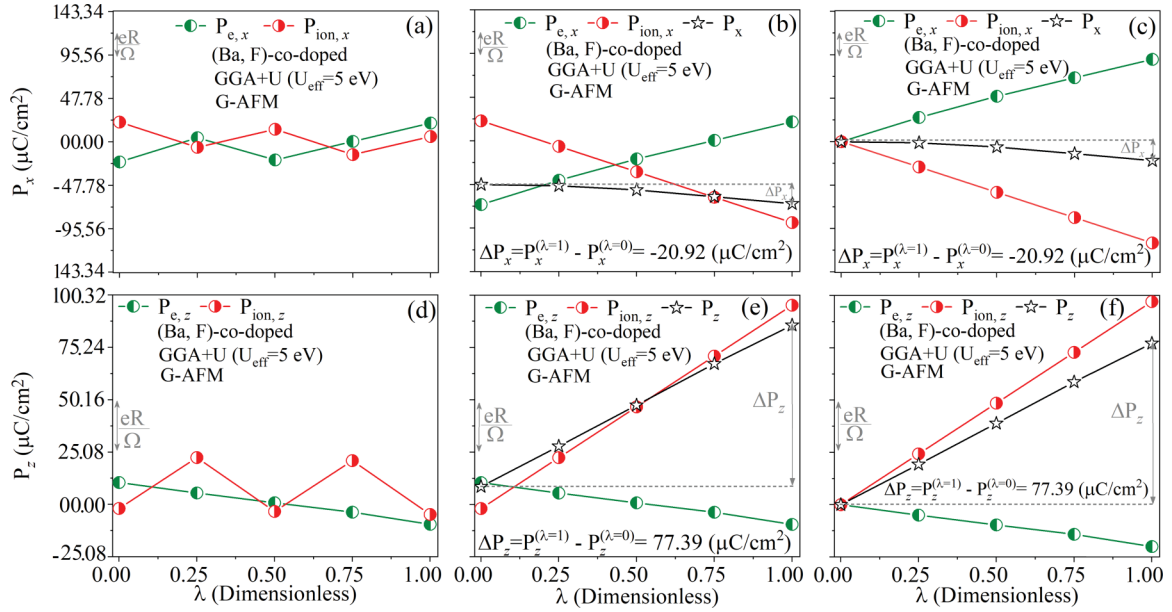 P_x (μC/cm²)
143.34
95.56
47.78
00.00
-47.78
-95.56
143.34
eR/Ω
P_e, x P_ion, x
(a)
(Ba, F)-co-doped
GGA+U (U_eff=5 eV)
G-AFM
eR/Ω
P_e, x P_ion, x P_x
(b)
(Ba, F)-co-doped
GGA+U (U_eff=5 eV)
G-AFM
ΔP_x
ΔP_x=P_x^(λ=1) - P_x^(λ=0)= -20.92 (μC/cm²)
eR/Ω
P_e, x P_ion, x P_x
(c)
(Ba, F)-co-doped
GGA+U (U_eff=5 eV)
G-AFM
ΔP_x
ΔP_x=P_x^(λ=1) - P_x^(λ=0)= -20.92 (μC/cm²)
P_z (μC/cm²)
100.32
75.24
50.16
25.08
00.00
-25.08
P_e, z P_ion, z
(d)
(Ba, F)-co-doped
GGA+U (U_eff=5 eV)
G-AFM
eR/Ω
0.00 0.25 0.50 0.75 1.00
λ (Dimensionless)
P_e, z P_ion, z P_z
(e)
(Ba, F)-co-doped
GGA+U (U_eff=5 eV)
G-AFM
eR/Ω
ΔP_z
ΔP_z=P_z^(λ=1) - P_z^(λ=0)= 77.39 (μC/cm²)
0.00 0.25 0.50 0.75 1.00
λ (Dimensionless)
P_e, z P_ion, z P_z
(f)
(Ba, F)-co-doped
GGA+U (U_eff=5 eV)
G-AFM
eR/Ω
ΔP_z
ΔP_z=P_z^(λ=1) - P_z^(λ=0)= 77.39 (μC/cm²)
0.00 0.25 0.50 0.75 1.00
λ (Dimensionless)